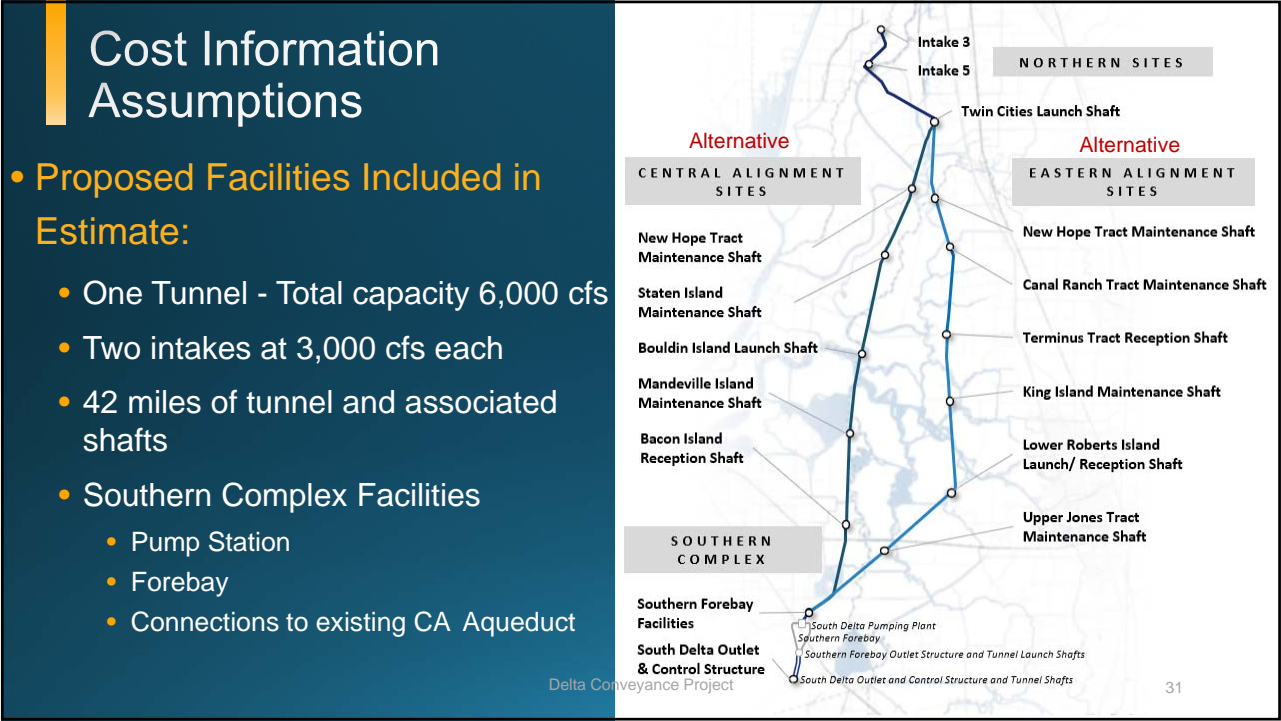 Cost Information
Assumptions
• Proposed Facilities Included in
Estimate:
• One Tunnel - Total capacity 6,000 cfs
• Two intakes at 3,000 cfs each
• 42 miles of tunnel and associated
shafts
• Southern Complex Facilities
• Pump Station
• Forebay
• Connections to existing CA Aqueduct
Intake 3
Intake 5
NORTHERN SITES
Twin Cities Launch Shaft
Alternative
CENTRAL ALIGNMENT
SITES
New Hope Tract
Maintenance Shaft
Staten Island
Maintenance Shaft
Bouldin Island Launch Shaft
Mandeville Island
Maintenance Shaft
Bacon Island
Reception Shaft
Alternative
EASTERN ALIGNMENT
SITES
New Hope Tract Maintenance Shaft
Canal Ranch Tract Maintenance Shaft
Terminus Tract Reception Shaft
King Island Maintenance Shaft
Lower Roberts Island
Launch/ Reception Shaft
Upper Jones Tract
Maintenance Shaft
SOUTHERN
COMPLEX
Southern Forebay
Facilities
South Delta Outlet
& Control Structure
South Delta Pumping Plant
Southern Forebay
Southern Forebay Outlet Structure and Tunnel Launch Shafts
South Delta Outlet and Control Structure and Tunnel Shafts
Delta Conveyance Project
31